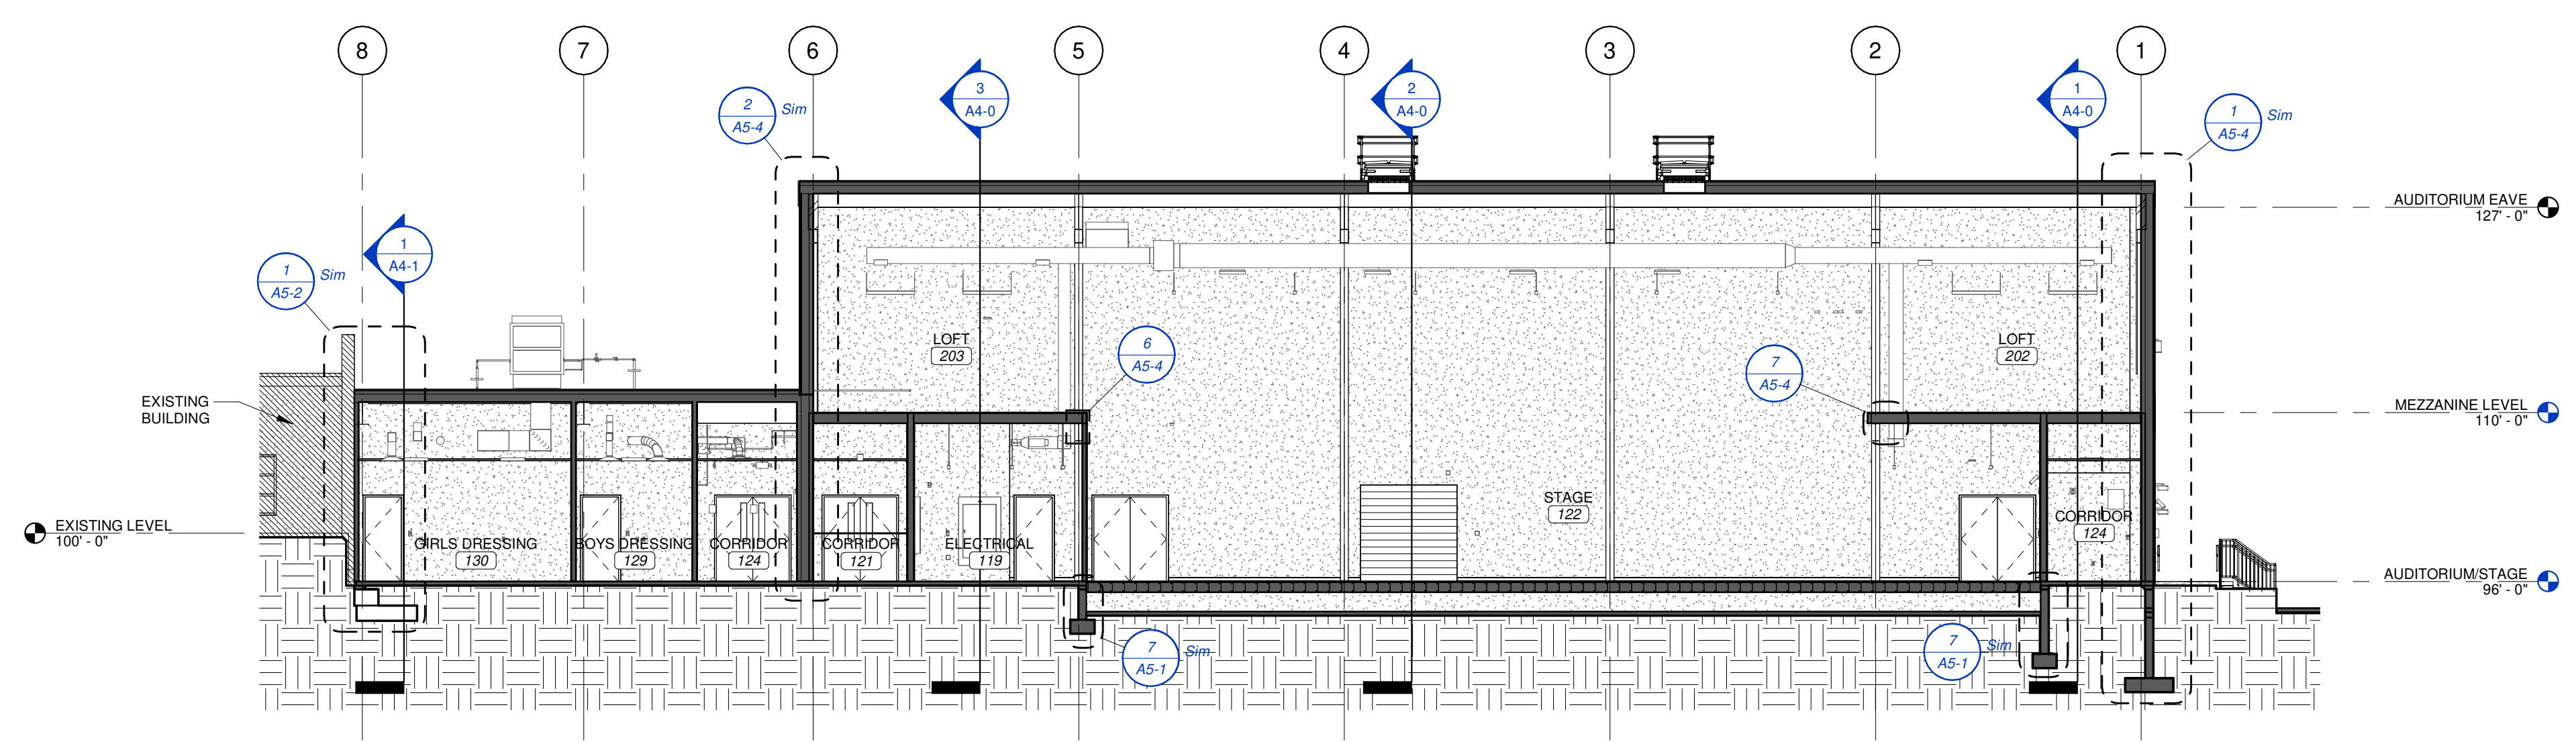 8
7
6
5
4
3
2
1
2
A5-4
Sim
3
A4-0
2
A4-0
1
A4-0
1
A5-4
Sim
AUDITORIUM EAVE
127' - 0"
1
A4-1
1
A5-2
Sim
LOFT
203
6
A5-4
7
A5-4
LOFT
202
EXISTING
BUILDING
MEZZANINE LEVEL
110' - 0"
EXISTING LEVEL
100' - 0"
STAGE
122
GIRLS DRESSING
130
BOYS DRESSING
129
CORRIDOR
124
CORRIDOR
121
ELECTRICAL
119
CORRIDOR
124
AUDITORIUM/STAGE
96' - 0"
7
A5-1
Sim
7
A5-1
Sim